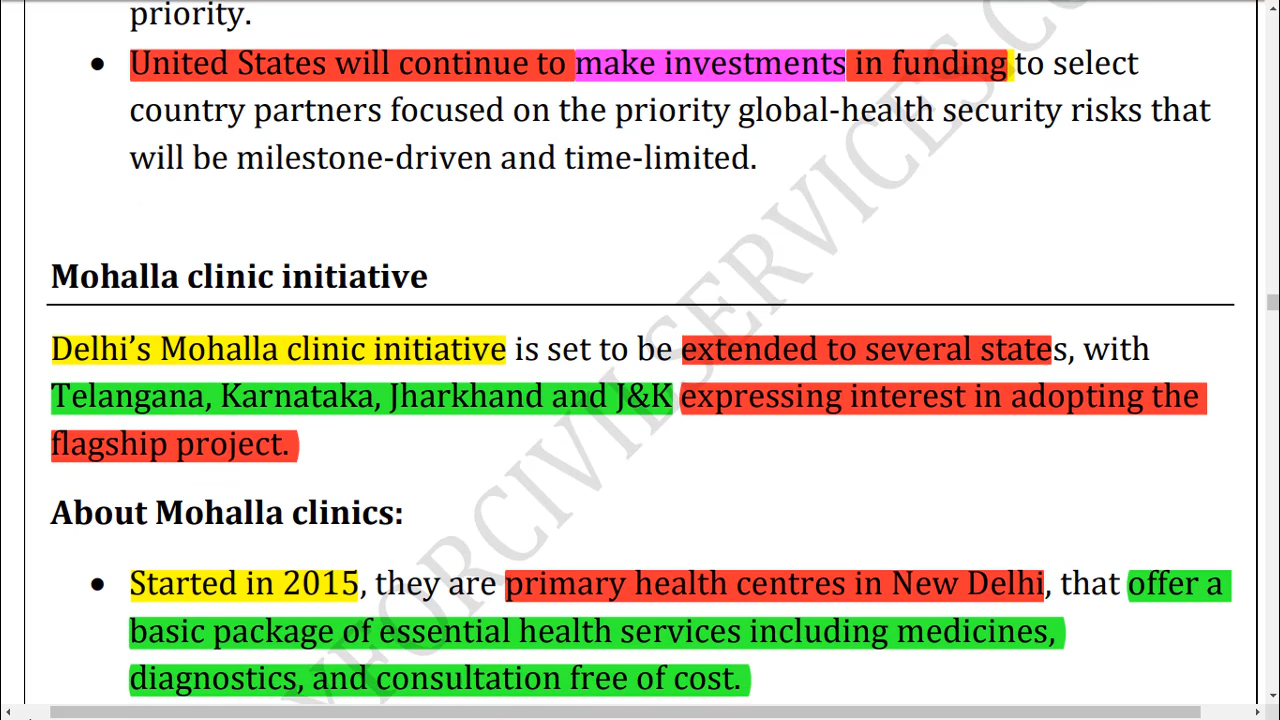 priority.
• United States will continue to make investments in funding to select
country partners focused on the priority global-health security risks that
will be milestone-driven and time-limited.
Mohalla clinic initiative
Delhi’s Mohalla clinic initiative is set to be extended to several states, with
Telangana, Karnataka, Jharkhand and J&K expressing interest in adopting the
flagship project.
About Mohalla clinics:
• Started in 2015, they are primary health centres in New Delhi, that offer a
basic package of essential health services including medicines,
diagnostics, and consultation free of cost.
YFORCIVILSERVICES.CO